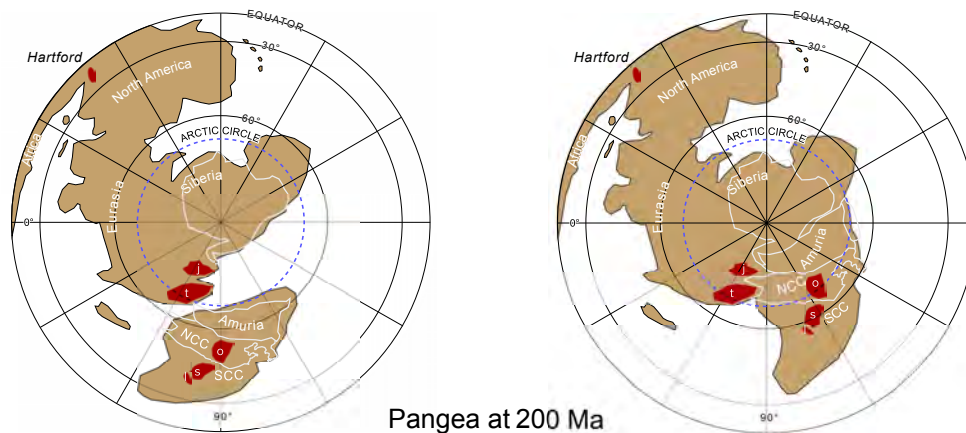 EQUATOR
30°
Hartford
North America
60°
ARCTIC CIRCLE
Africa
Siberia
Eurasia
0°
j
t
Amuria
NCC
o
s
SCC
90°
EQUATOR
30°
Hartford
North America
60°
ARCTIC CIRCLE
Africa
Siberia
Eurasia
0°
Amuria
j
t
NCC
o
s
SCC
90°
Pangea at 200 Ma